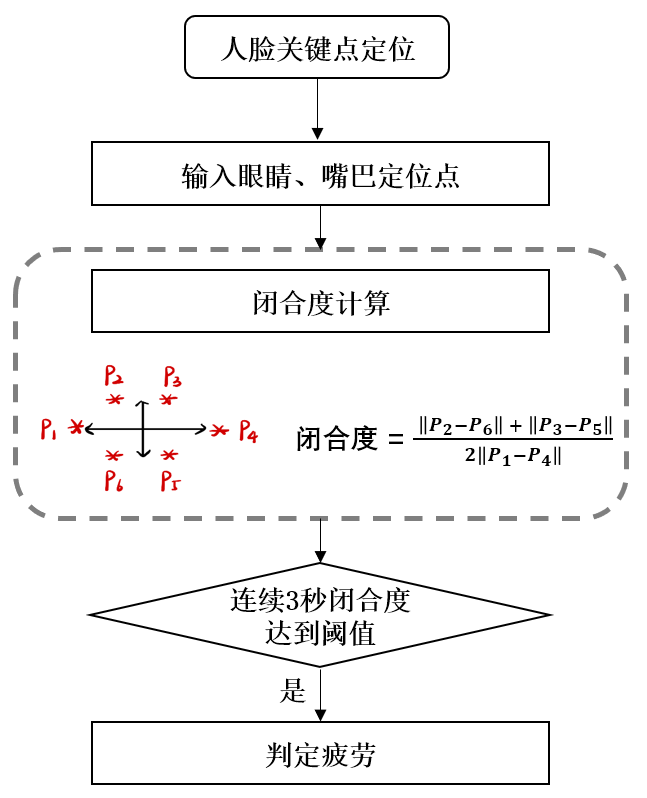 人脸关键点定位
输入眼睛、嘴巴定位点
闭合度计算
P2 P3
P1 P4
P6 P5
闭合度 = (‖P₂−P₆‖ + ‖P₃−P₅‖) / (2‖P₁−P₄‖)
连续3秒闭合度
达到阈值
是
判定疲劳